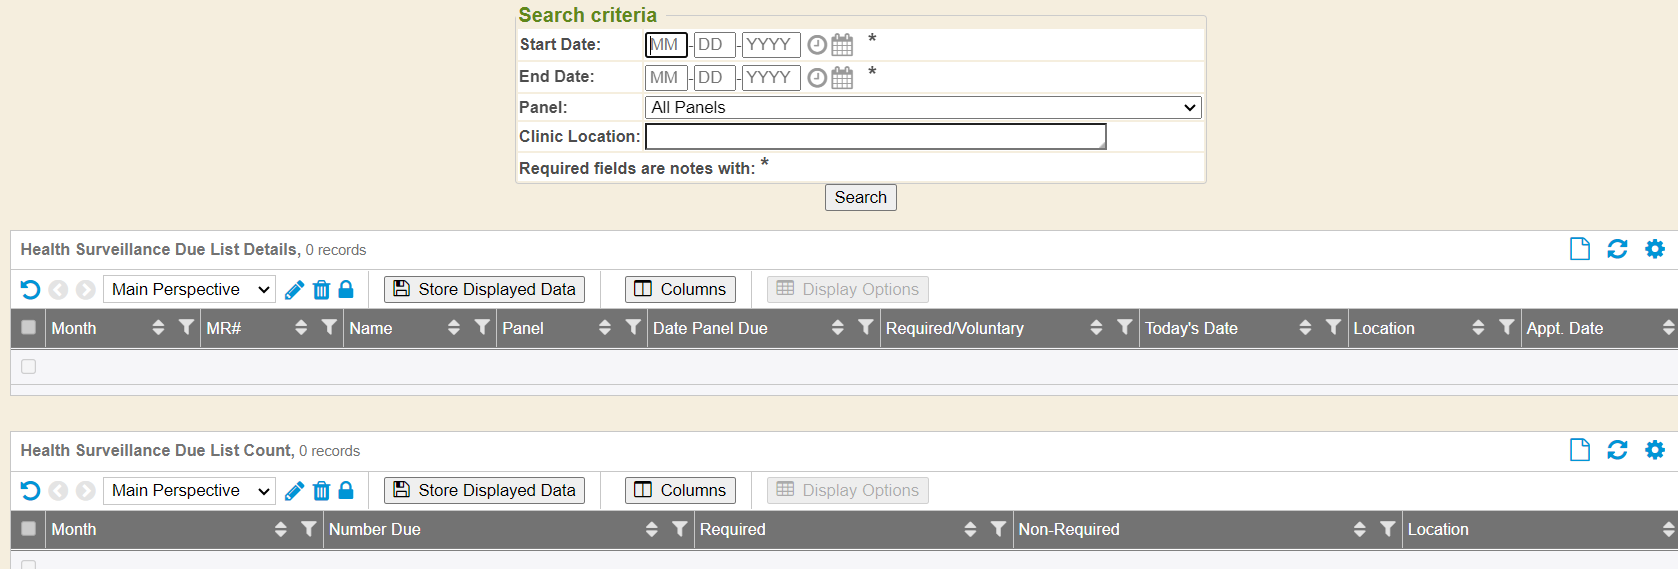 Search criteria
Start Date: MM - DD - YYYY *
End Date: MM - DD - YYYY *
Panel: All Panels
Clinic Location:
Required fields are notes with: *
Search
Health Surveillance Due List Details, 0 records
Main Perspective Store Displayed Data Columns Display Options
Month MR# Name Panel Date Panel Due Required/Voluntary Today's Date Location Appt. Date
Health Surveillance Due List Count, 0 records
Main Perspective Store Displayed Data Columns Display Options
Month Number Due Required Non-Required Location